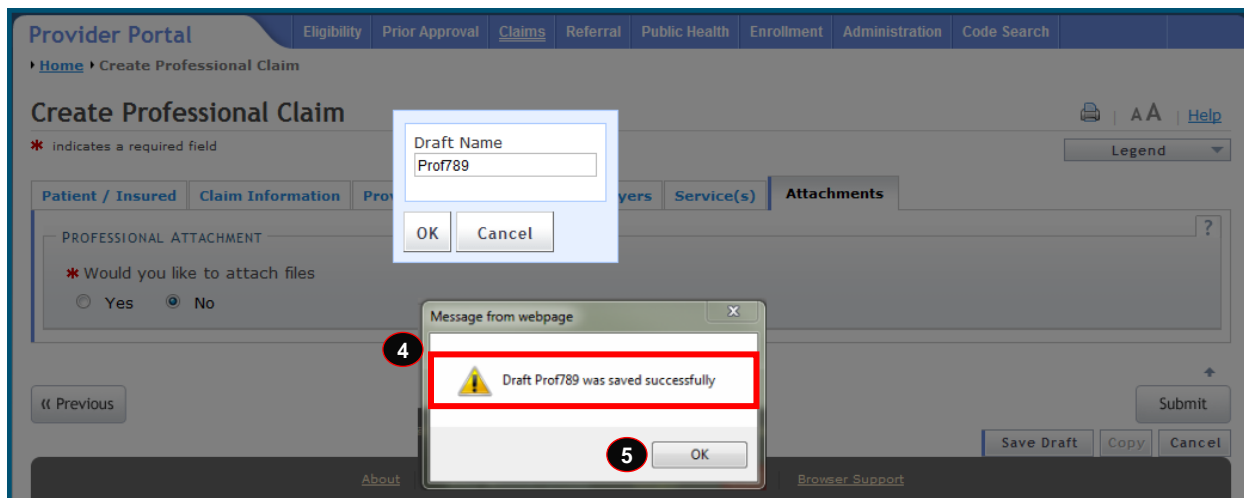 Provider Portal
Eligibility Prior Approval Claims Referral Public Health Enrollment Administration Code Search
Home Create Professional Claim
Create Professional Claim
A A | Help
* indicates a required field
Legend
Draft Name
Prof789
OK Cancel
Patient / Insured Claim Information Prov yers Service(s) Attachments
PROFESSIONAL ATTACHMENT
?
* Would you like to attach files
Yes No
Message from webpage
4
Draft Prof789 was saved successfully
5 OK
« Previous
Submit
Save Draft Copy Cancel
About Browser Support